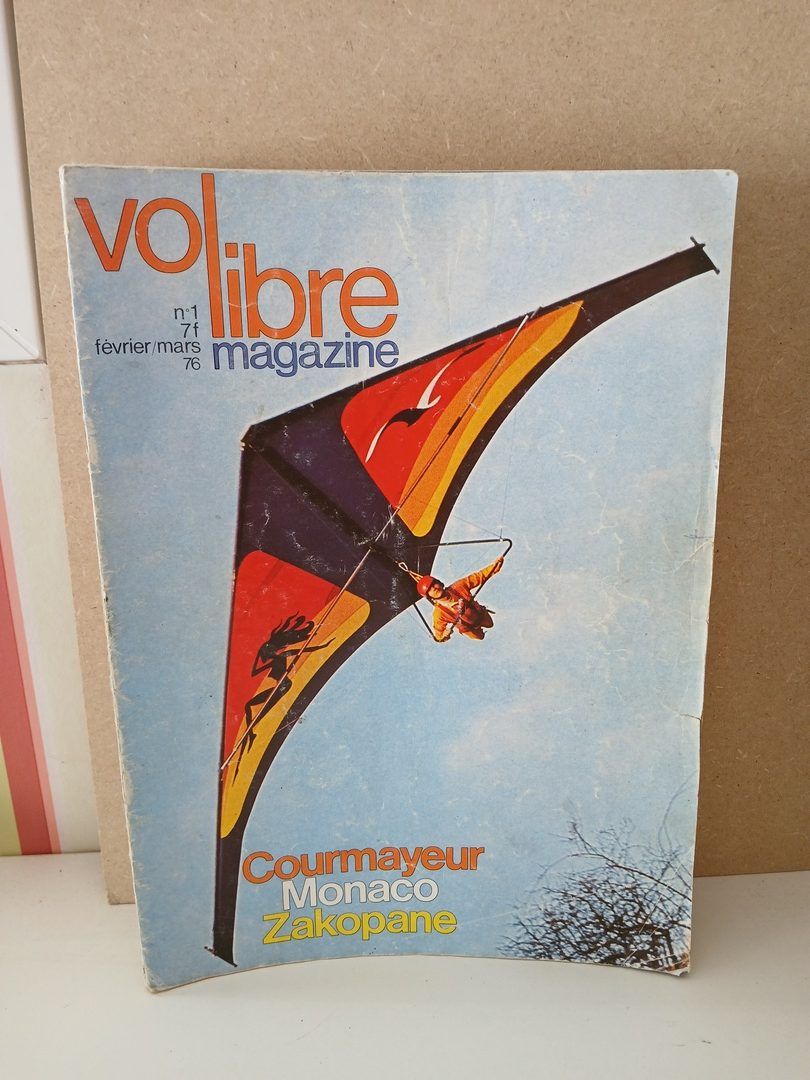 vol libre
n°1
7f
février/mars
76
magazine
Courmayeur
Monaco
Zakopane